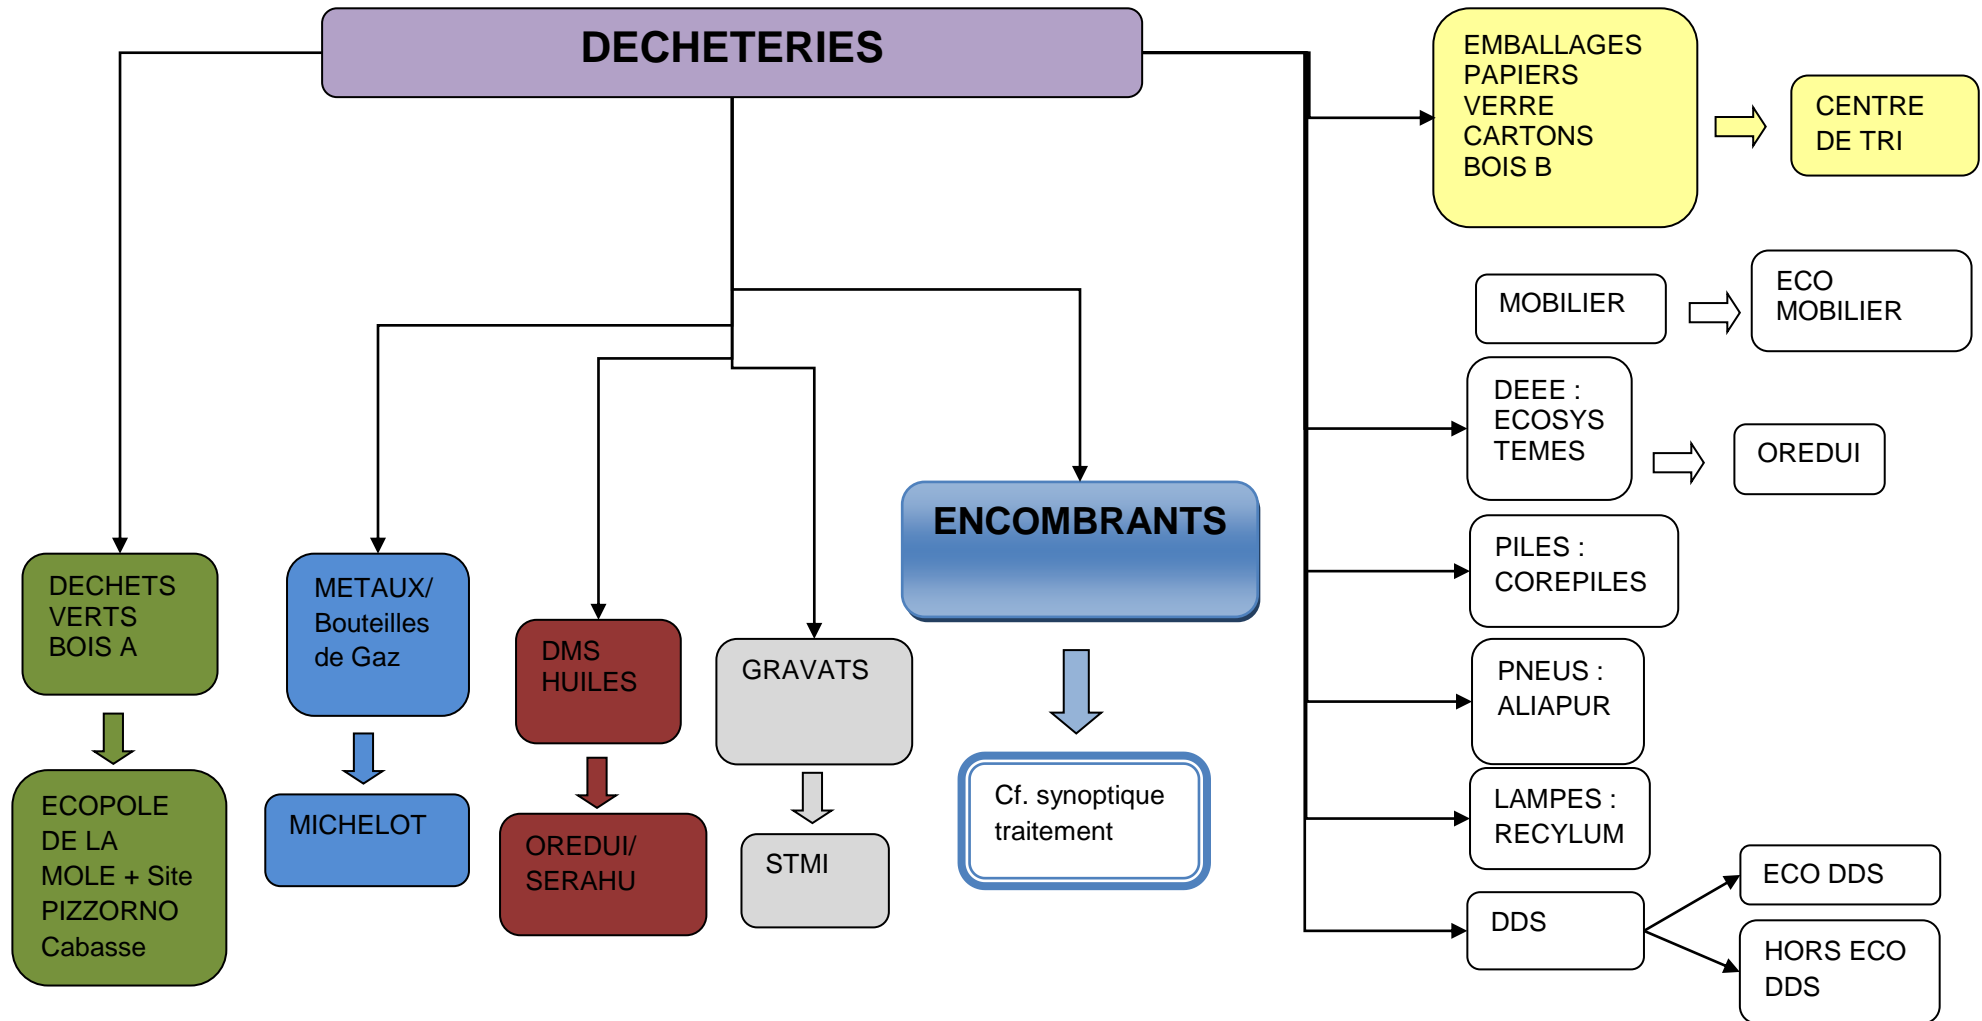 DECHETERIES
EMBALLAGES
PAPIERS
VERRE
CARTONS
BOIS B
CENTRE
DE TRI
MOBILIER
ECO
MOBILIER
DEEE :
ECOSYS
TEMES
OREDUI
ENCOMBRANTS
PILES :
COREPILES
DECHETS
VERTS
BOIS A
METAUX/
Bouteilles
de Gaz
DMS
HUILES
GRAVATS
PNEUS :
ALIAPUR
ECOPOLE
DE LA
MOLE + Site
PIZZORNO
Cabasse
MICHELOT
OREDUI/
SERAHU
STMI
Cf. synoptique
traitement
LAMPES :
RECYLUM
DDS
ECO DDS
HORS ECO
DDS